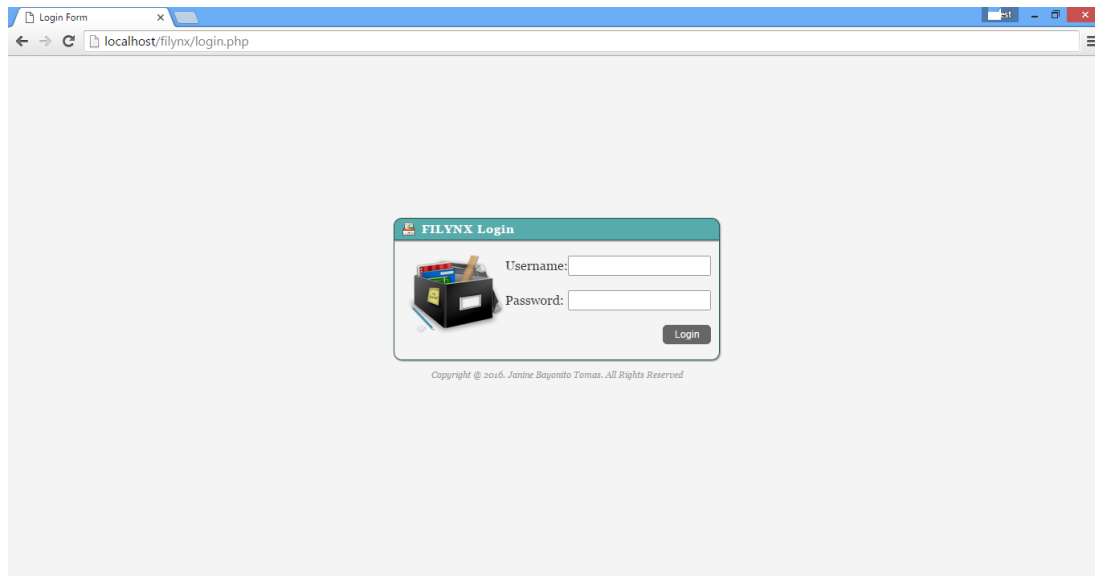 Login Form
localhost/filynx/login.php
FILYNX Login
Username:
Password:
Login
Copyright @ 2016. Janine Bayonito Tomas. All Rights Reserved